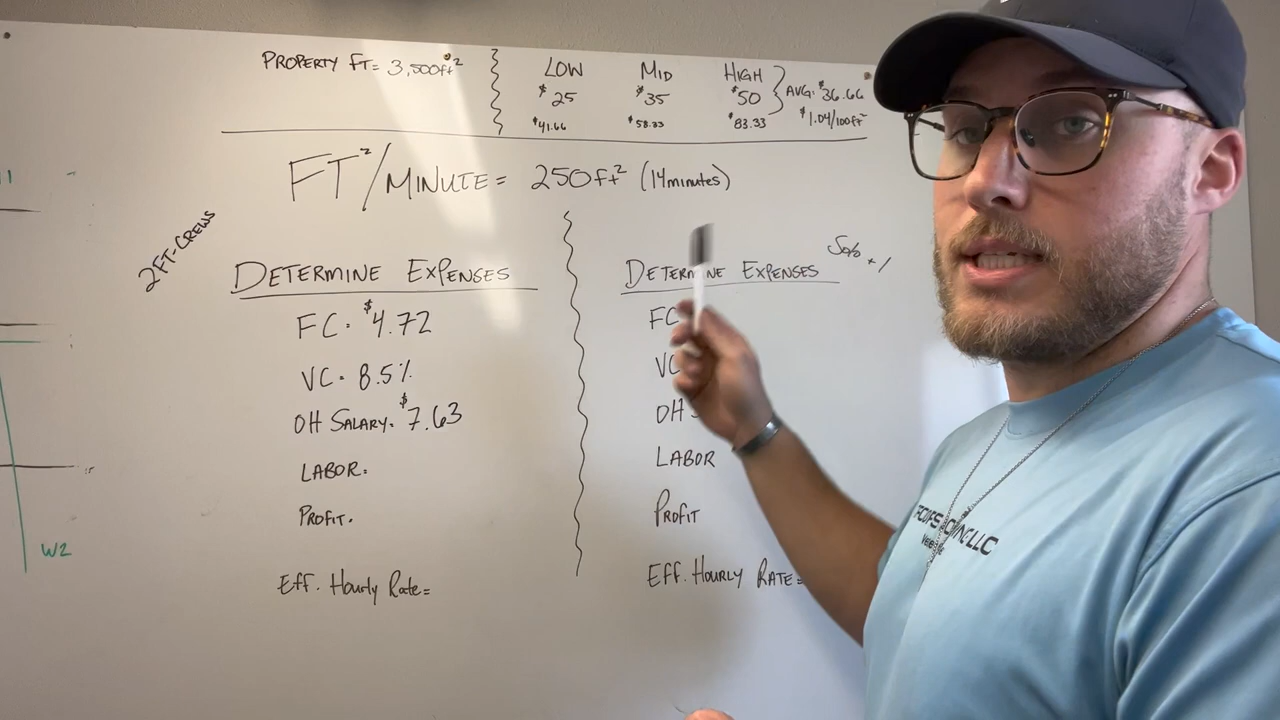 PROPERTY FT= 3,500ft²
LOW MID HIGH
$25 $35 $50 AVG: $36.66
$41.66 $58.33 $83.33 $1.04/100ft²
FT²/MINUTE= 250ft² (14minutes)
2FT-CREWS
DETERMINE EXPENSES
FC. $4.72
VC. 8.5%
OH SALARY. $7.63
LABOR.
PROFIT.
Eff. Hourly Rate=
DETERMINE EXPENSES
+1
FC
VC
OH
LABOR
PROFIT
EFF. HOURLY RATE=
W2
LLC